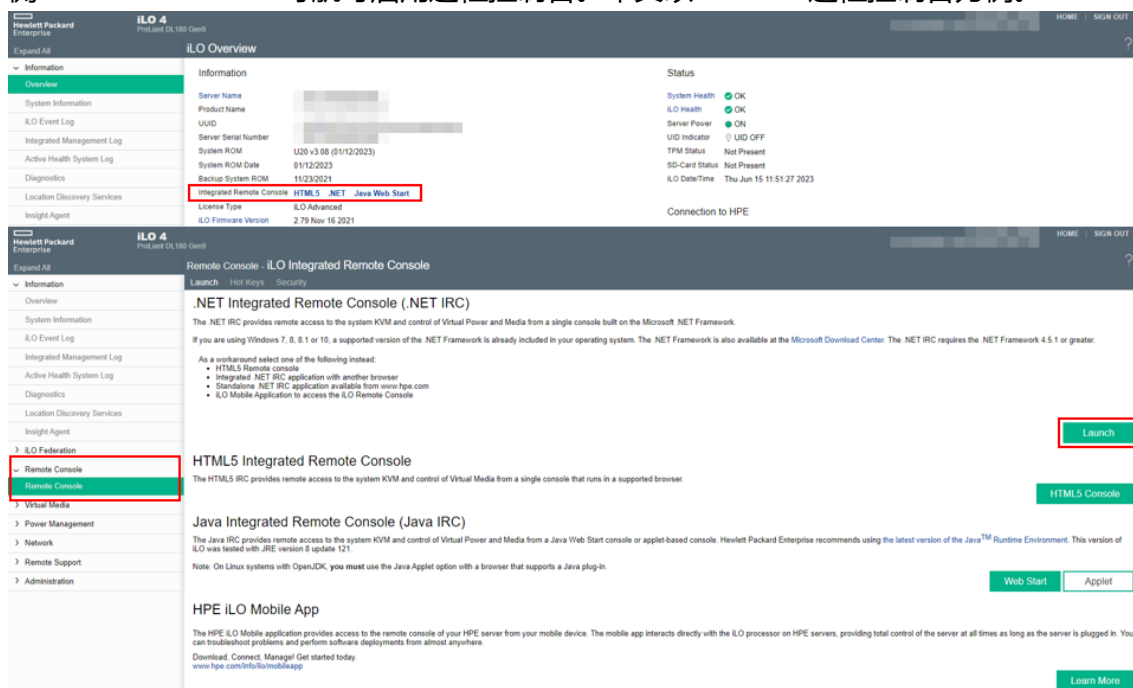 Hewlett Packard
Enterprise
iLO 4
ProLiant DL180 Gen9
HOME | SIGN OUT
Expand All
iLO Overview
?
Information
Overview
System Information
iLO Event Log
Integrated Management Log
Active Health System Log
Diagnostics
Location Discovery Services
Insight Agent
Information
Server Name
Product Name
UUID
Server Serial Number
System ROM U20 v3.08 (01/12/2023)
System ROM Date 01/12/2023
Backup System ROM 11/23/2021
Integrated Remote Console HTML5 .NET Java Web Start
License Type iLO Advanced
iLO Firmware Version 2.79 Nov 16 2021
Status
System Health OK
iLO Health OK
Server Power ON
UID Indicator UID OFF
TPM Status Not Present
SD-Card Status Not Present
iLO Date/Time Thu Jun 15 11:51:27 2023
Connection to HPE
Hewlett Packard
Enterprise
iLO 4
ProLiant DL180 Gen9
HOME | SIGN OUT
Expand All
Remote Console - iLO Integrated Remote Console
?
Launch Hot Keys Security
Information
Overview
System Information
iLO Event Log
Integrated Management Log
Active Health System Log
Diagnostics
Location Discovery Services
Insight Agent
iLO Federation
Remote Console
Remote Console
Virtual Media
Power Management
Network
Remote Support
Administration
.NET Integrated Remote Console (.NET IRC)
The .NET IRC provides remote access to the system KVM and control of Virtual Power and Media from a single console built on the Microsoft .NET Framework.
If you are using Windows 7, 8, 8.1 or 10, a supported version of the .NET Framework is already included in your operating system. The .NET Framework is also available at the Microsoft Download Center. The .NET IRC requires the .NET Framework 4.5.1 or greater.
As a workaround select one of the following instead:
• HTML5 Remote console
• Integrated .NET IRC application with another browser
• Standalone .NET IRC application available from www.hpe.com
• iLO Mobile Application to access the iLO Remote Console
Launch
HTML5 Integrated Remote Console
The HTML5 IRC provides remote access to the system KVM and control of Virtual Media from a single console that runs in a supported browser.
HTML5 Console
Java Integrated Remote Console (Java IRC)
The Java IRC provides remote access to the system KVM and control of Virtual Power and Media from a Java Web Start console or applet-based console. Hewlett Packard Enterprise recommends using the latest version of the Java™ Runtime Environment. This version of
iLO was tested with JRE version 8 update 121.
Note: On Linux systems with OpenJDK, you must use the Java Applet option with a browser that supports a Java plug-in.
Web Start Applet
HPE iLO Mobile App
The HPE iLO Mobile application provides access to the remote console of your HPE server from your mobile device. The mobile app interacts directly with the iLO processor on HPE servers, providing total control of the server at all times as long as the server is plugged in. You
can troubleshoot problems and perform software deployments from almost anywhere.
Download, Connect, Manage! Get started today.
www.hpe.com/info/ilo/mobileapp
Learn More